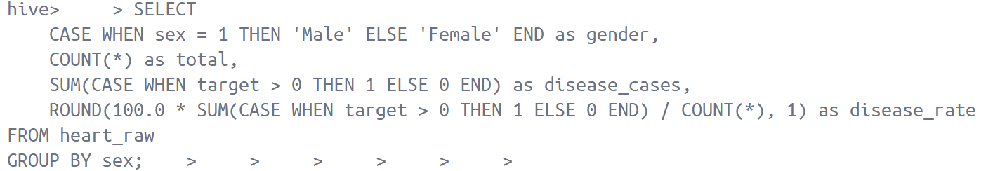 hive>     > SELECT
    CASE WHEN sex = 1 THEN 'Male' ELSE 'Female' END as gender,
    COUNT(*) as total,
    SUM(CASE WHEN target > 0 THEN 1 ELSE 0 END) as disease_cases,
    ROUND(100.0 * SUM(CASE WHEN target > 0 THEN 1 ELSE 0 END) / COUNT(*), 1) as disease_rate
FROM heart_raw
GROUP BY sex;    >     >     >     >     >     >